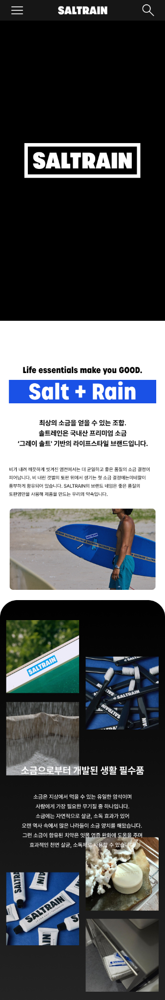 SALTRAIN
SALTRAIN
Life essentials make you GOOD.
Salt + Rain
최상의 소금을 얻을 수 있는 조합.
솔트레인은 국내산 프리미엄 소금
'그레이 솔트' 기반의 라이프스타일 브랜드입니다.
비가 내려 깨끗하게 씻겨진 염전에서는 더 균일하고 좋은 품질의 소금 결정이
피어납니다. 비 내린 갯벌의 토판 위에서 생기는 첫 소금 결정에는미네랄이
풍부하게 함유되어 있습니다. SALTRAIN의 브랜드 네임은 좋은 품질의
토판염만을 사용해 제품을 만드는 우리의 약속입니다.
SALTRAIN
SALTRAIN SALTRAIN SALTRAIN
SALTRAIN
SALTRAIN
소금으로부터 개발된 생활 필수품
소금은 지상에서 먹을 수 있는 유일한 암석이며
사람에게 가장 필요한 무기질 중 하나입니다.
소금에는 자연적으로 살균, 소독 효과가 있어
오랜 역사 속에서 많은 나라들이 소금 양치를 해왔습니다.
그런 소금이 함유된 치약은 잇몸 염증 완화에 도움을 주며
효과적인 천연 살균, 소독제로 사용할 수 있습니다.
SALTRAIN
SALTRAIN